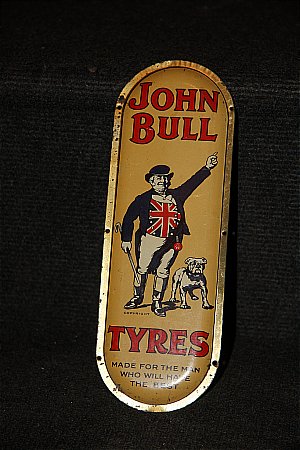 JOHN
BULL
COPYRIGHT
TYRES
MADE FOR THE MAN
WHO WILL HAVE
THE BEST